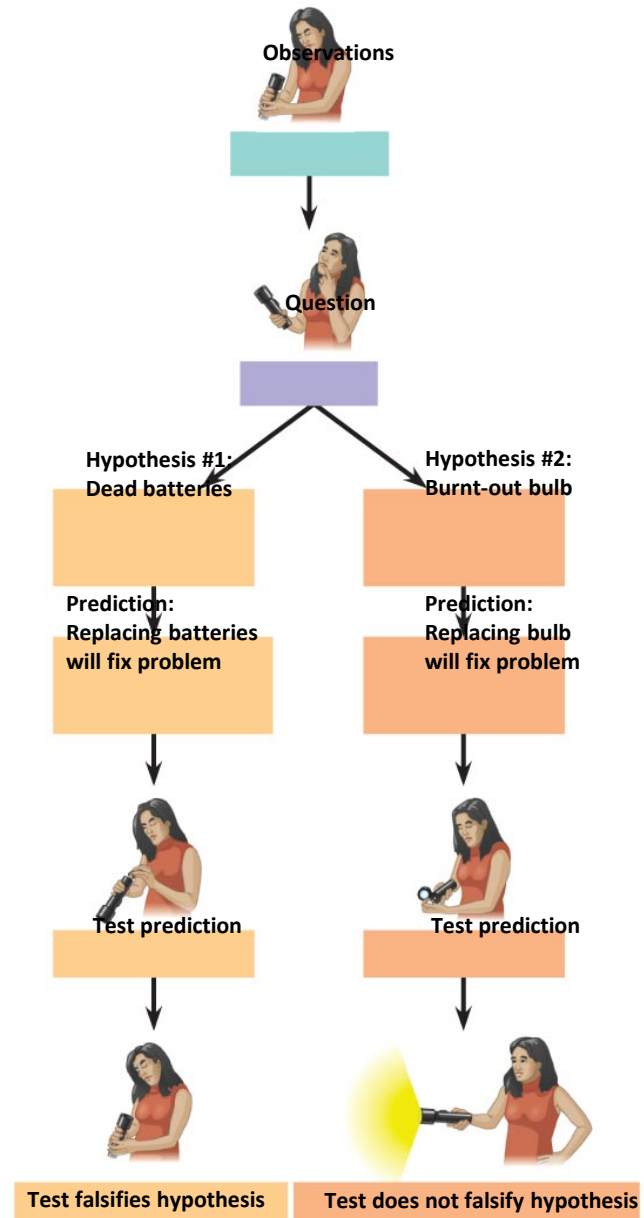 Observations
Question
Hypothesis #1:
Dead batteries
Hypothesis #2:
Burnt-out bulb
Prediction:
Replacing batteries
will fix problem
Prediction:
Replacing bulb
will fix problem
Test prediction
Test prediction
Test falsifies hypothesis
Test does not falsify hypothesis